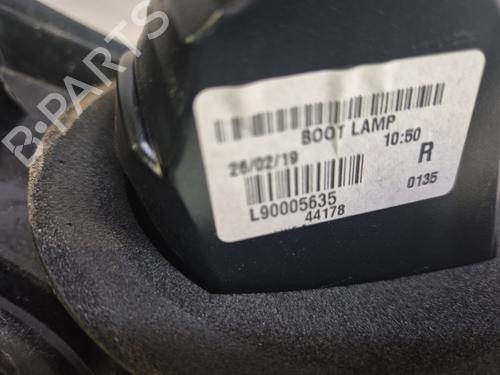 BOOT LAMP
26/02/19 10:50
R
L90005635 0135
44178
B-PARTS